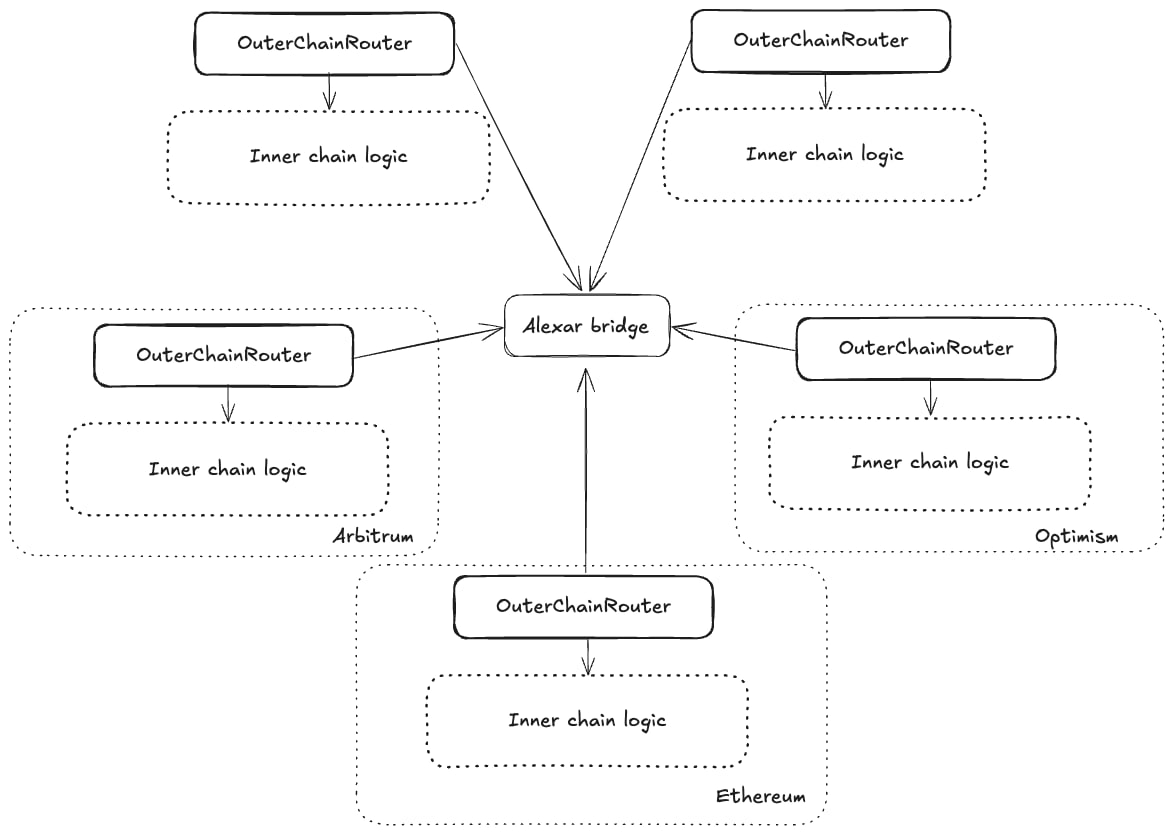 OuterChainRouter
OuterChainRouter
Inner chain logic
Inner chain logic
Alexar bridge
OuterChainRouter
OuterChainRouter
Inner chain logic
Inner chain logic
Arbitrum
Optimism
OuterChainRouter
Inner chain logic
Ethereum